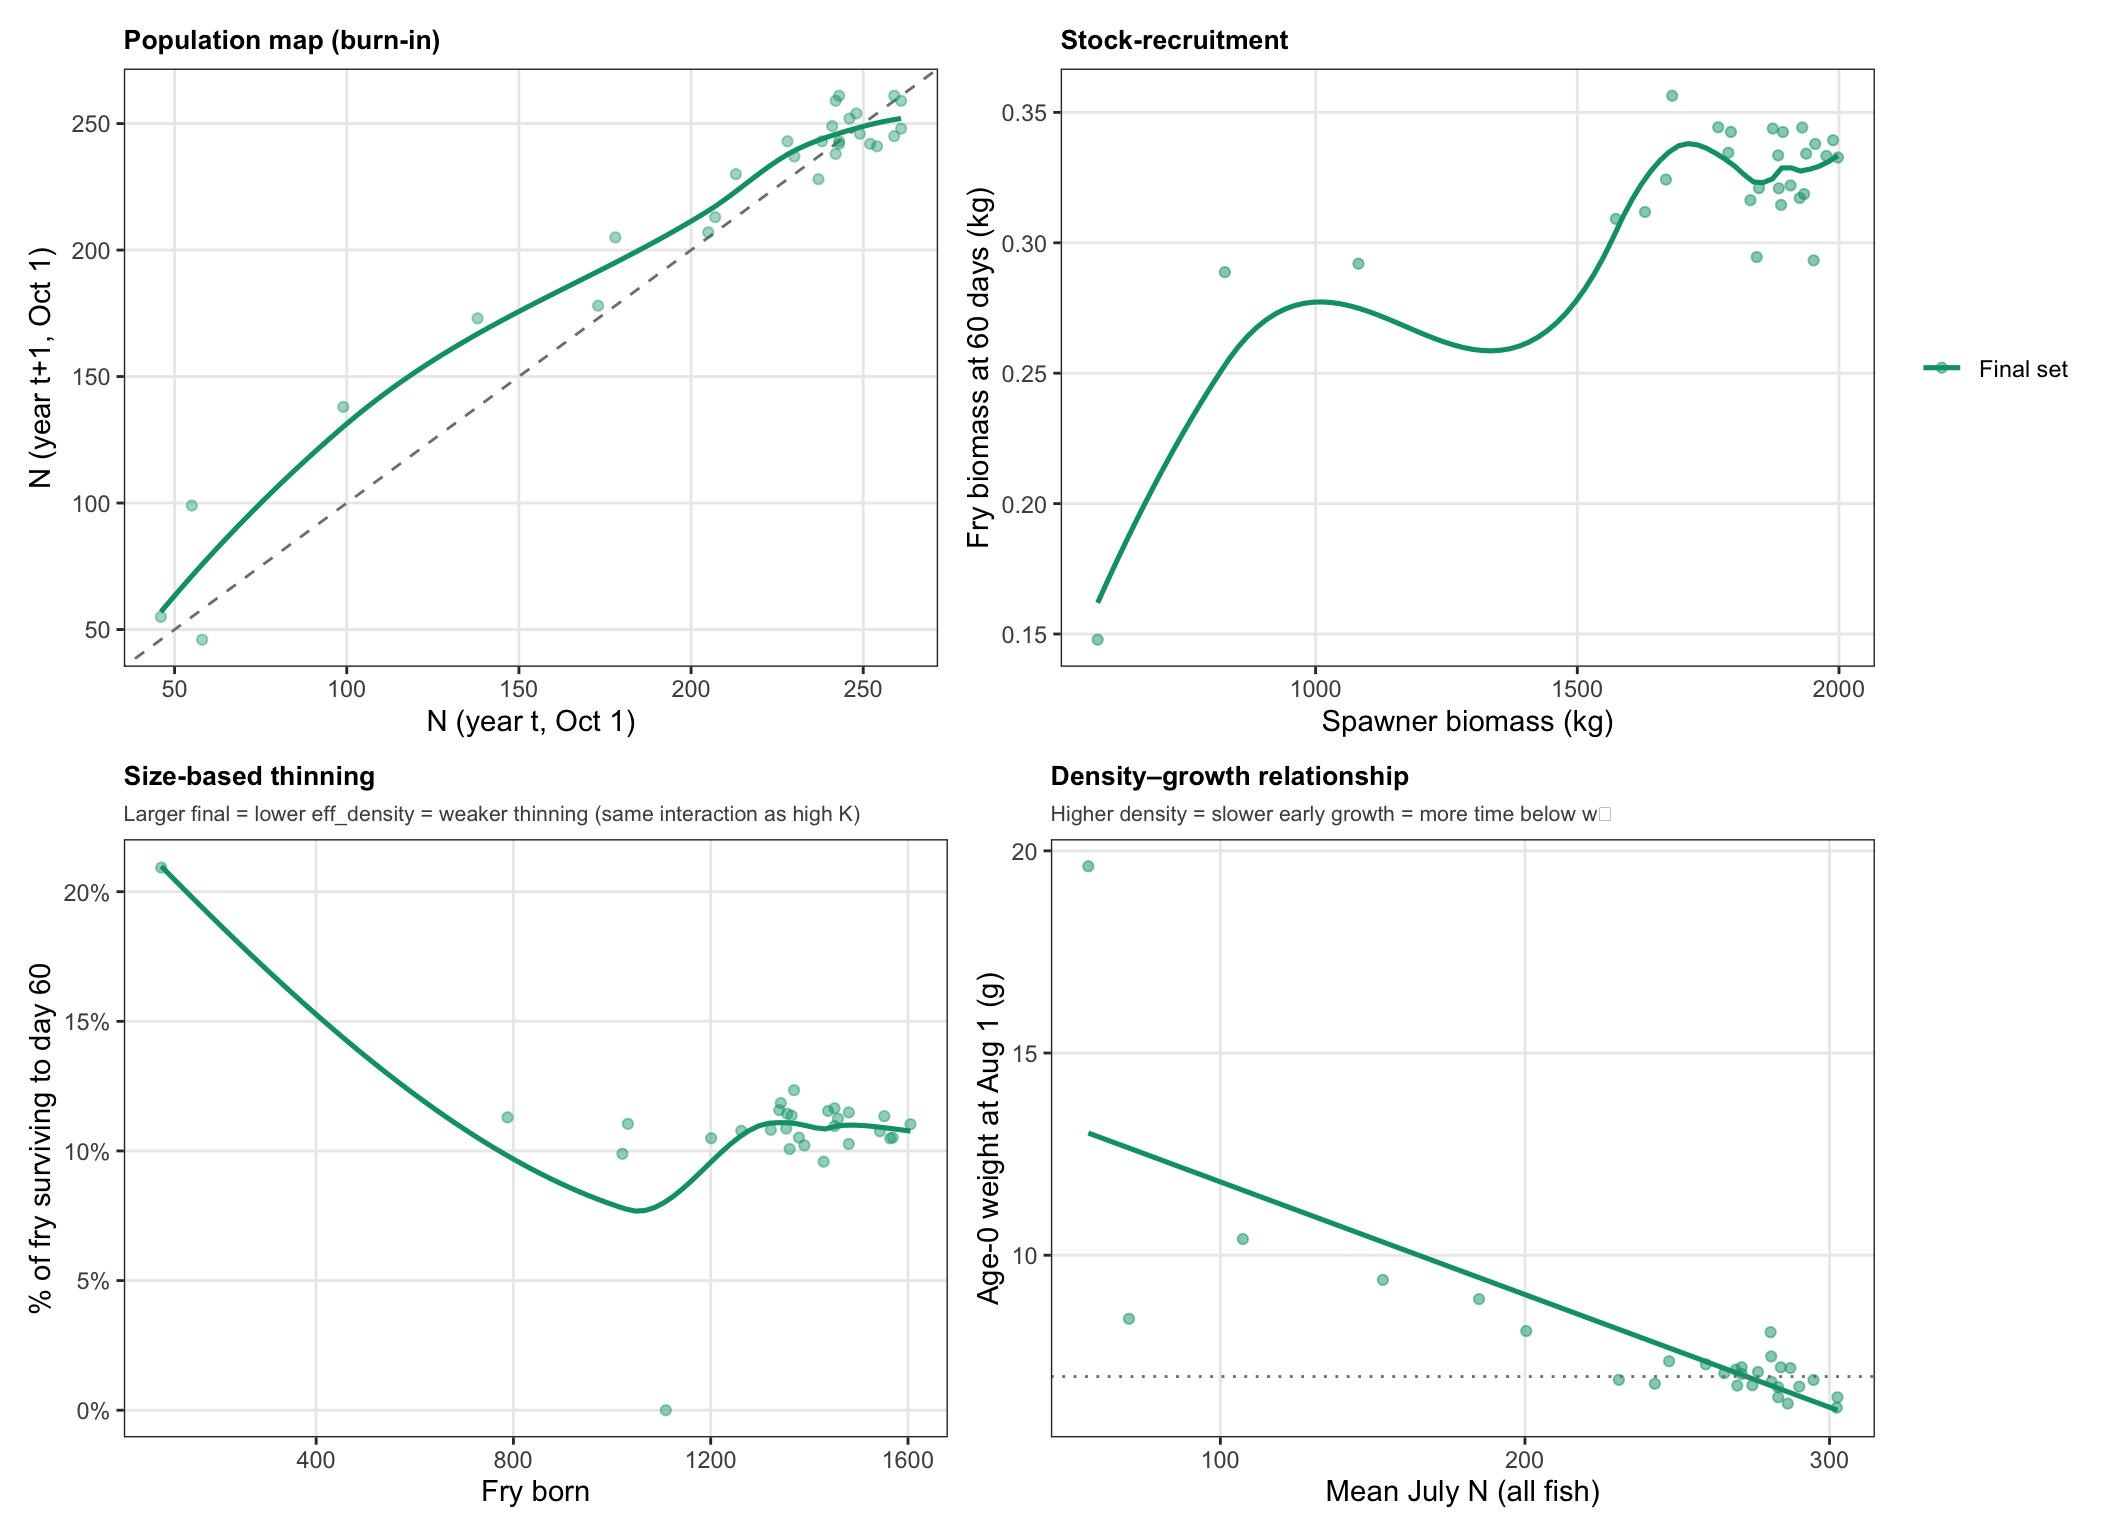 Population map (burn-in)
N (year t+1, Oct 1)
250
200
150
100
50
50 100 150 200 250
N (year t, Oct 1)
Stock-recruitment
Fry biomass at 60 days (kg)
0.35
0.30
0.25
0.20
0.15
1000 1500 2000
Spawner biomass (kg)
Final set
Size-based thinning
Larger final = lower eff_density = weaker thinning (same interaction as high K)
% of fry surviving to day 60
20%
15%
10%
5%
0%
400 800 1200 1600
Fry born
Density–growth relationship
Higher density = slower early growth = more time below w□
Age-0 weight at Aug 1 (g)
20
15
10
100 200 300
Mean July N (all fish)